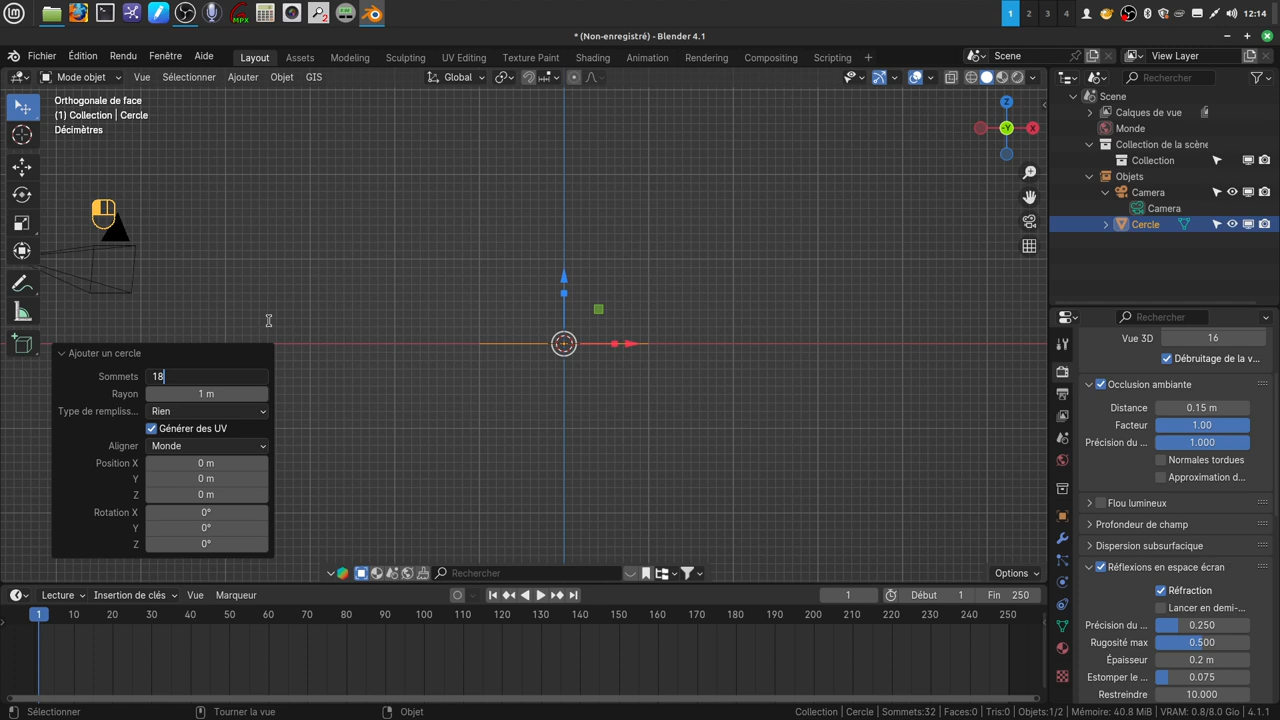 1 2 3 4 12:14
* (Non-enregistré) - Blender 4.1
Fichier Édition Rendu Fenêtre Aide Layout Assets Modeling Sculpting UV Editing Texture Paint Shading Animation Rendering Compositing Scripting Scene View Layer
Mode objet Vue Sélectionner Ajouter Objet GIS Global Rechercher
Orthogonale de face
(1) Collection | Cercle
Décimètres
Z
-Y X
Scene
Calques de vue
Monde
Collection de la scène
Collection
Objets
Camera
Camera
Cercle
Rechercher
Vue 3D 16
Débruitage de la v...
Occlusion ambiante
Distance 0.15 m
Facteur 1.00
Précision du ... 1.000
Normales tordues
Approximation d...
Flou lumineux
Profondeur de champ
Dispersion subsurfacique
Réflexions en espace écran
Réfraction
Lancer en demi-...
Précision du ... 0.250
Rugosité max 0.500
Épaisseur 0.2 m
Estomper le ... 0.075
Restreindre 10.000
Ajouter un cercle
Sommets 18
Rayon 1 m
Type de rempliss... Rien
Générer des UV
Aligner Monde
Position X 0 m
Y 0 m
Z 0 m
Rotation X 0°
Y 0°
Z 0°
Rechercher Options
Lecture Insertion de clés Vue Marqueur 1 Début 1 Fin 250
1 10 20 30 40 50 60 70 80 90 100 110 120 130 140 150 160 170 180 190 200 210 220 230 240 250
Sélectionner Tourner la vue Objet Collection | Cercle | Sommets:32 | Faces:0 | Tris:0 | Objets:1/2 | Mémoire: 40.8 MiB | VRAM: 0.8/8.0 Gio | 4.1.1